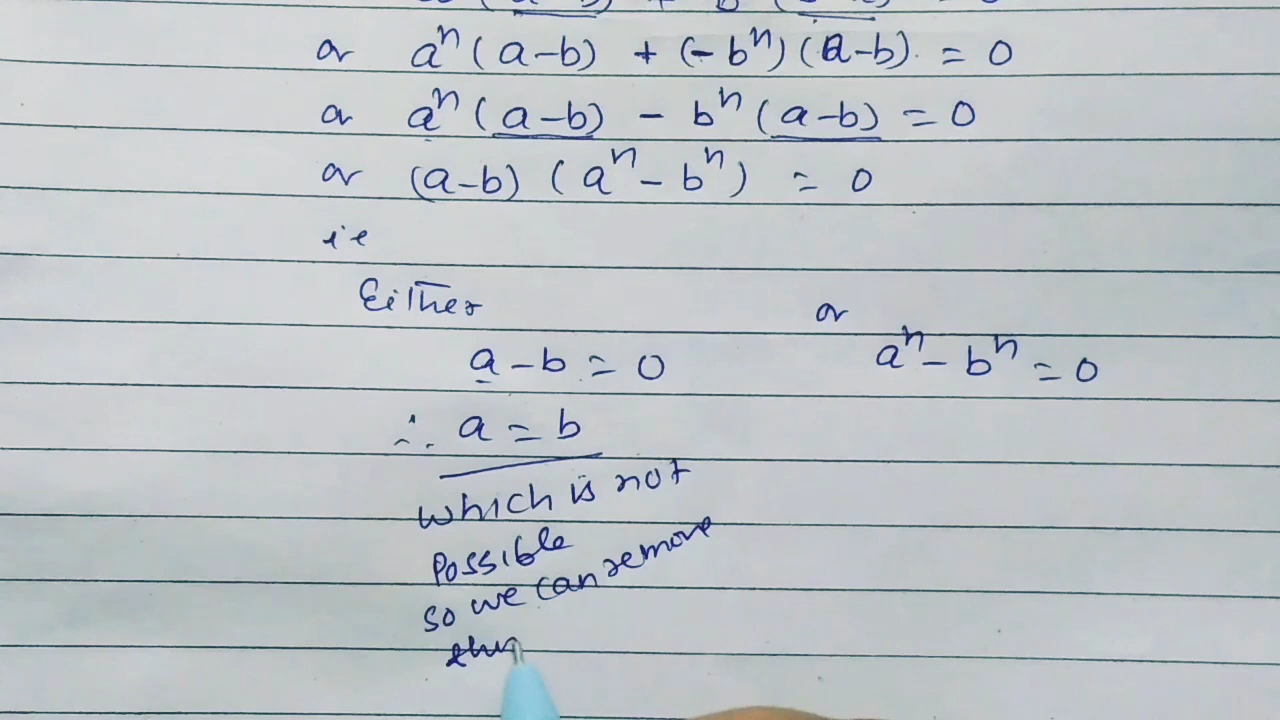 or aⁿ (a-b) + (-bⁿ) (a-b) = 0
or aⁿ (a-b) - bⁿ (a-b) = 0
or (a-b) (aⁿ - bⁿ) = 0
i.e
Either or
a - b = 0 aⁿ - bⁿ = 0
∴ a = b
which is not
Possible
so we can remove